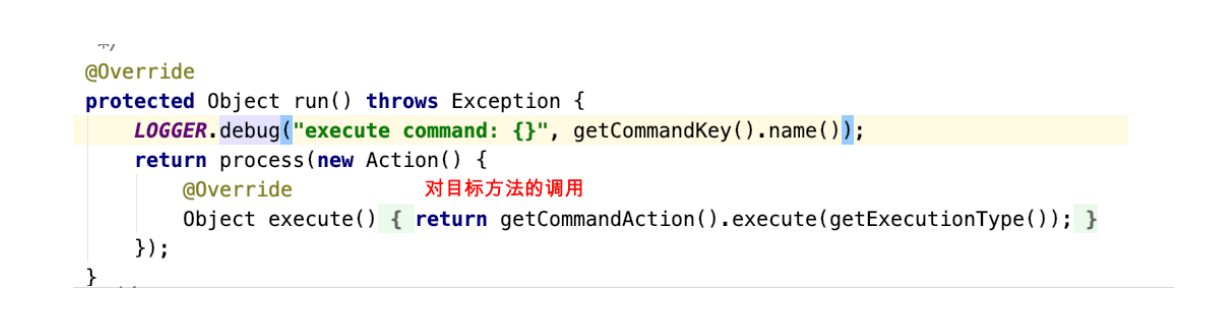 */
@Override
protected Object run() throws Exception {
LOGGER.debug("execute command: {}", getCommandKey().name());
return process(new Action() {
@Override 对目标方法的调用
Object execute() { return getCommandAction().execute(getExecutionType()); }
});
}